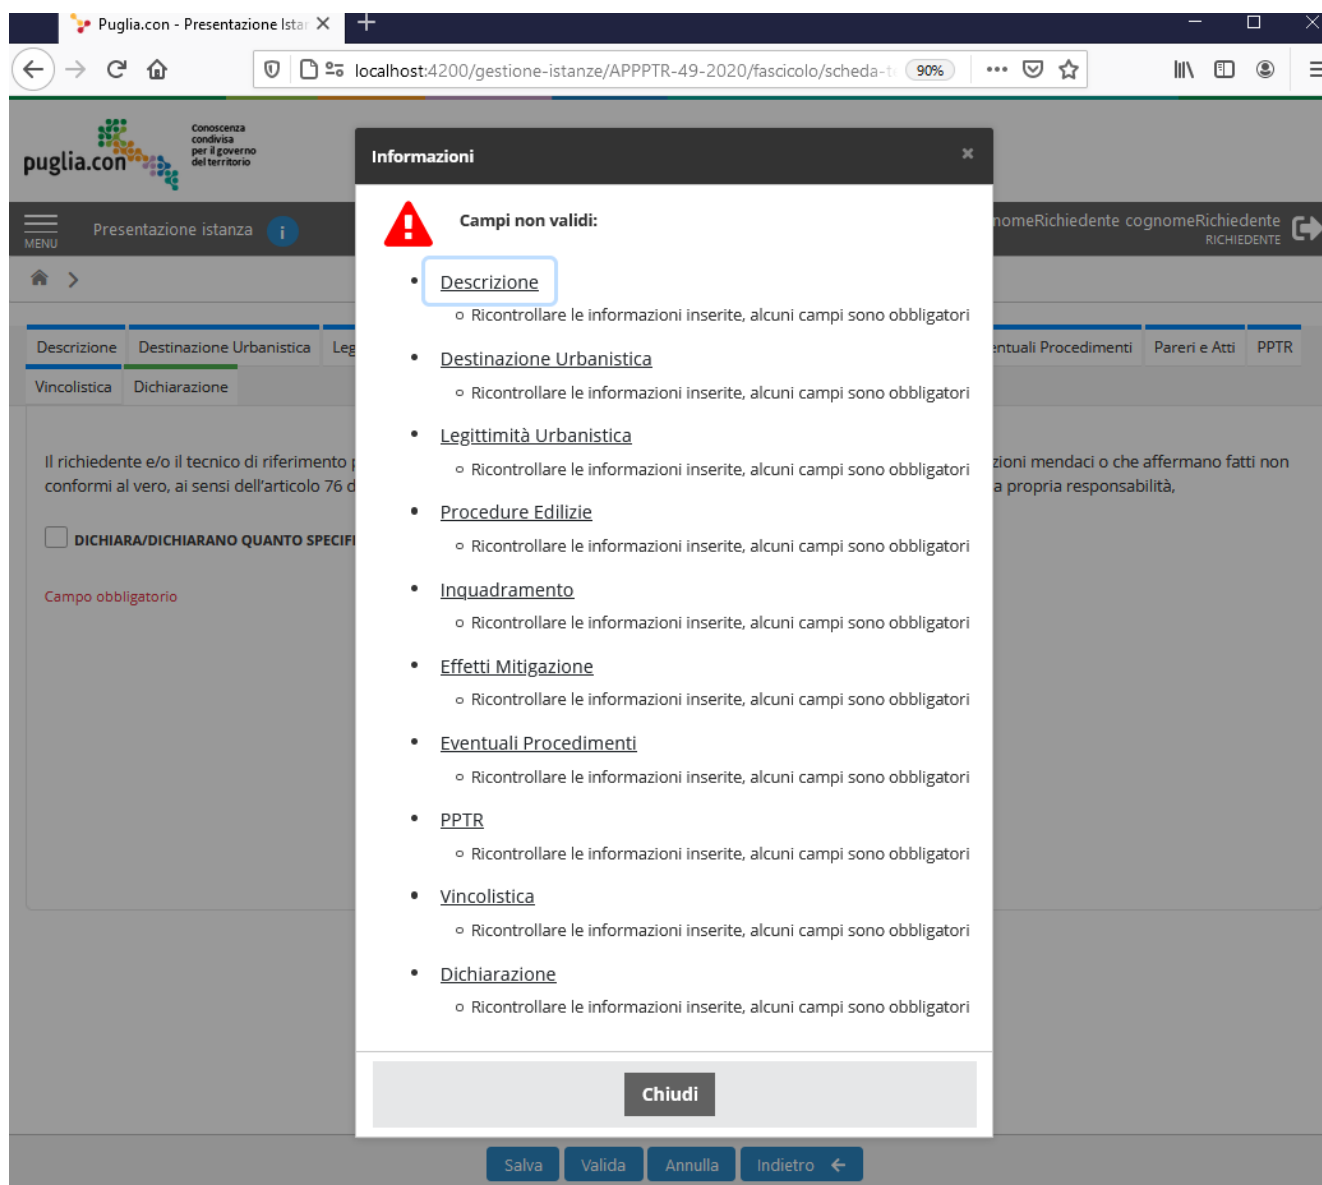 Puglia.con - Presentazione Istar
localhost:4200/gestione-istanze/APPPTR-49-2020/fascicolo/scheda-t
90%
puglia.con
Conoscenza
condivisa
per il governo
del territorio
Informazioni
MENU
Presentazione istanza
nomeRichiedente cognomeRichiedente
RICHIEDENTE
Campi non validi:
Descrizione
Ricontrollare le informazioni inserite, alcuni campi sono obbligatori
Destinazione Urbanistica
Ricontrollare le informazioni inserite, alcuni campi sono obbligatori
Legittimità Urbanistica
Ricontrollare le informazioni inserite, alcuni campi sono obbligatori
Procedure Edilizie
Ricontrollare le informazioni inserite, alcuni campi sono obbligatori
Inquadramento
Ricontrollare le informazioni inserite, alcuni campi sono obbligatori
Effetti Mitigazione
Ricontrollare le informazioni inserite, alcuni campi sono obbligatori
Eventuali Procedimenti
Ricontrollare le informazioni inserite, alcuni campi sono obbligatori
PPTR
Ricontrollare le informazioni inserite, alcuni campi sono obbligatori
Vincolistica
Ricontrollare le informazioni inserite, alcuni campi sono obbligatori
Dichiarazione
Ricontrollare le informazioni inserite, alcuni campi sono obbligatori
Chiudi
Descrizione Destinazione Urbanistica Leg entuali Procedimenti Pareri e Atti PPTR
Vincolistica Dichiarazione
Il richiedente e/o il tecnico di riferimento p zioni mendaci o che affermano fatti non
conformi al vero, ai sensi dell'articolo 76 d a propria responsabilità,
DICHIARA/DICHIARANO QUANTO SPECIFI
Campo obbligatorio
Salva Valida Annulla Indietro